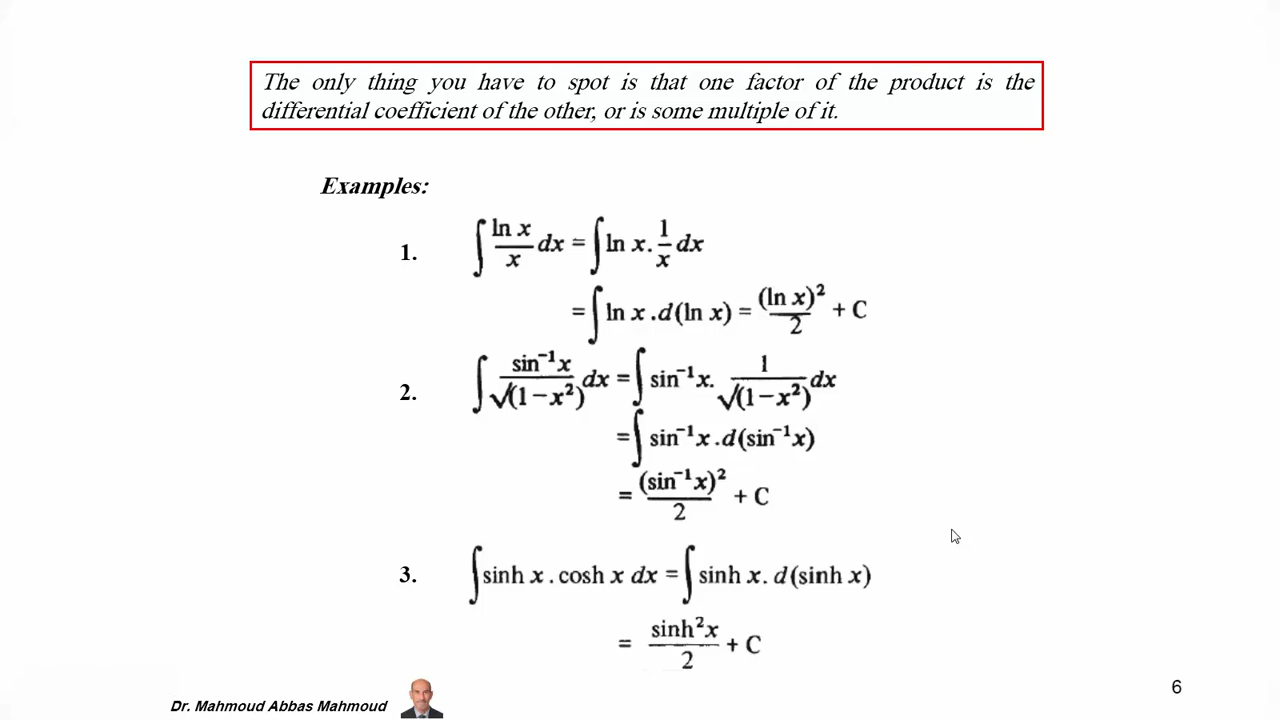 The only thing you have to spot is that one factor of the product is the
differential coefficient of the other, or is some multiple of it.
Examples:
1. ∫ ln x / x dx = ∫ ln x . 1/x dx
= ∫ ln x . d(ln x) = (ln x)² / 2 + C
2. ∫ sin⁻¹x / √(1−x²) dx = ∫ sin⁻¹x. 1 / √(1−x²) dx
= ∫ sin⁻¹x . d(sin⁻¹x)
= (sin⁻¹x)² / 2 + C
3. ∫ sinh x . cosh x dx = ∫ sinh x. d(sinh x)
= sinh²x / 2 + C
Dr. Mahmoud Abbas Mahmoud
6